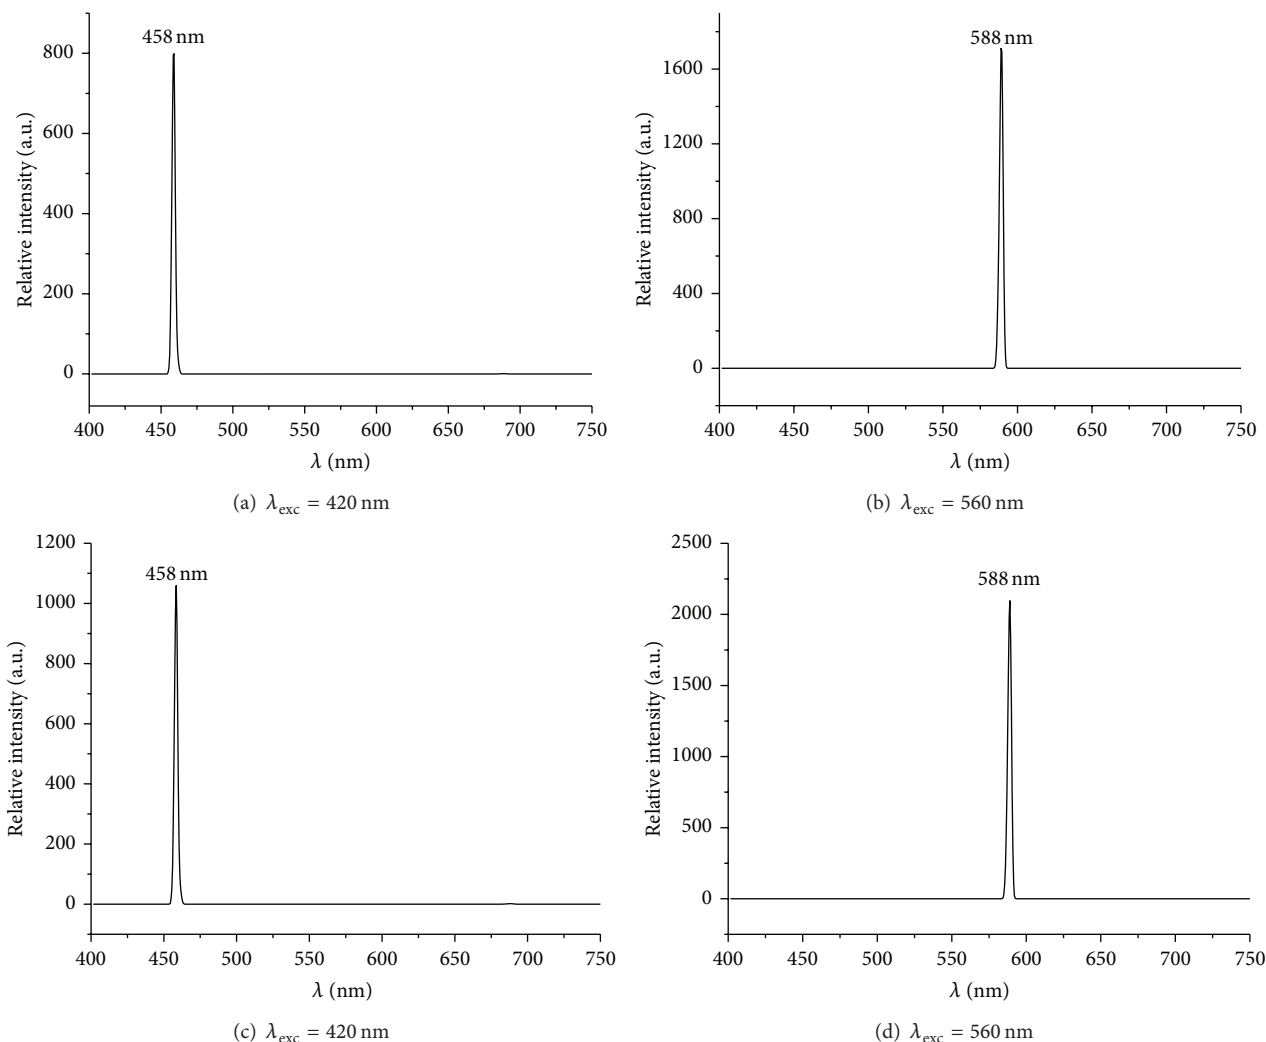 458 nm
800
600
400
200
0
Relative intensity (a.u.)
400 450 500 550 600 650 700 750
λ (nm)
(a) λexc = 420 nm
588 nm
1600
1200
800
400
0
Relative intensity (a.u.)
400 450 500 550 600 650 700 750
λ (nm)
(b) λexc = 560 nm
1200
458 nm
1000
800
600
400
200
0
Relative intensity (a.u.)
400 450 500 550 600 650 700 750
λ (nm)
(c) λexc = 420 nm
2500
588 nm
2000
1500
1000
500
0
Relative intensity (a.u.)
400 450 500 550 600 650 700 750
λ (nm)
(d) λexc = 560 nm